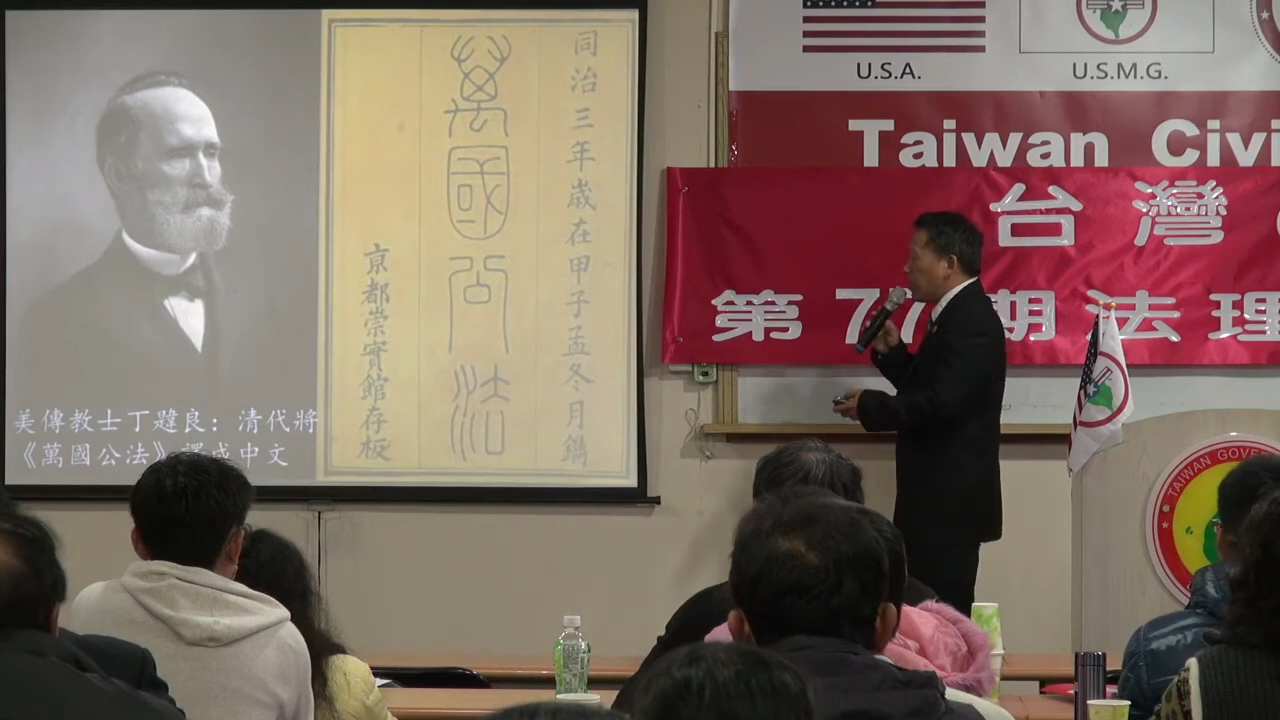 同治三年歲在甲子孟冬月鐫
萬國公法
京都崇實館存板
美傳教士丁韙良：清代將
《萬國公法》譯成中文
U.S.A.
U.S.M.G.
Taiwan Civi
台灣
第77期法理
TAIWAN GOVER